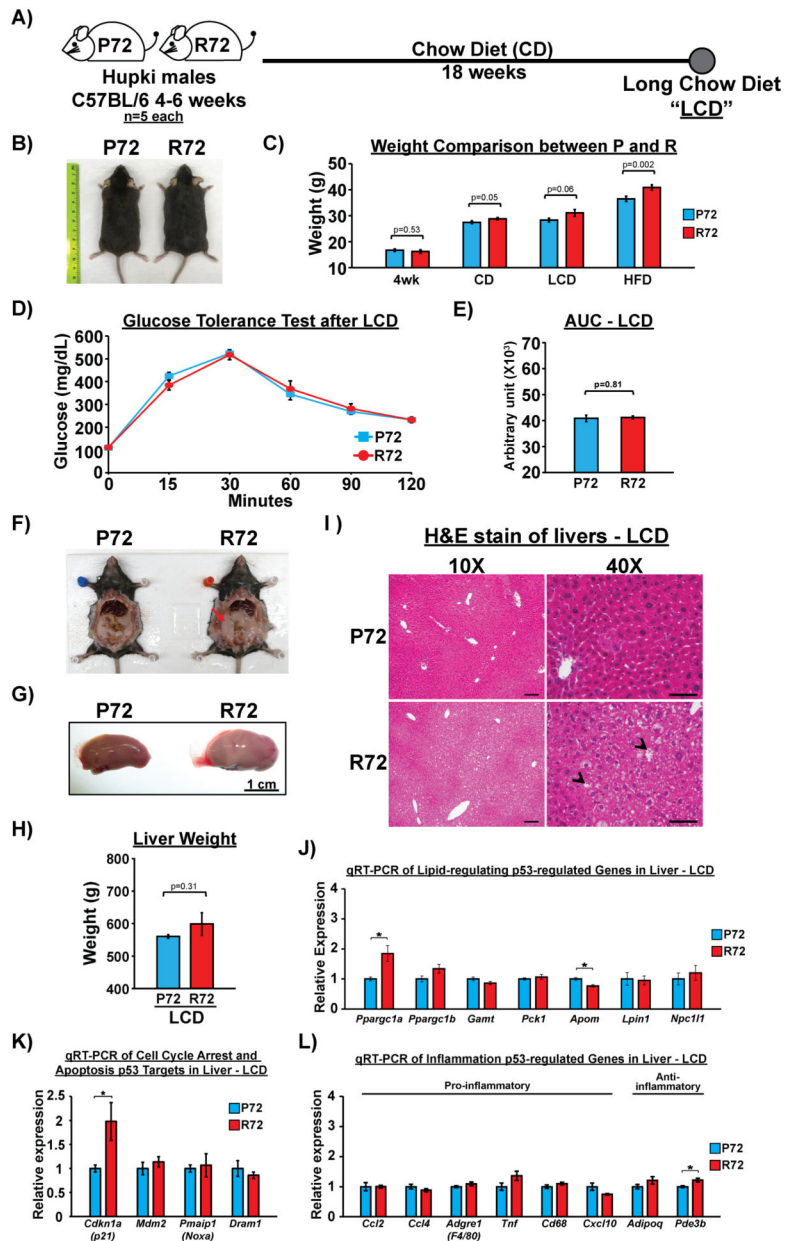 A)
P72 R72
Hupki males
C57BL/6 4-6 weeks
n=5 each
Chow Diet (CD)
18 weeks
Long Chow Diet
“LCD”
B)
P72 R72
C)
Weight Comparison between P and R
Weight (g)
50
40
30
20
10
p=0.53
p=0.05
p=0.06
p=0.002
4wk CD LCD HFD
P72
R72
D)
Glucose Tolerance Test after LCD
Glucose (mg/dL)
600
500
400
300
200
100
0
0 15 30 60 90 120
Minutes
P72
R72
E)
AUC - LCD
Arbitrary unit (X10³)
80
70
60
50
40
30
20
p=0.81
P72 R72
F)
P72 R72
G)
P72 R72
1 cm
H)
Liver Weight
Weight (g)
800
700
600
500
400
p=0.31
P72 R72
LCD
I )
H&E stain of livers - LCD
10X 40X
P72
R72
J)
qRT-PCR of Lipid-regulating p53-regulated Genes in Liver - LCD
Relative Expression
4
3
2
1
0
*
*
Ppargc1a Ppargc1b Gamt Pck1 Apom Lpin1 Npc1l1
P72
R72
K)
qRT-PCR of Cell Cycle Arrest and
Apoptosis p53 Targets in Liver - LCD
Relative expression
2.5
2
1.5
1
0.5
0
*
P72
R72
Cdkn1a Mdm2 Pmaip1 Dram1
(p21) (Noxa)
L)
qRT-PCR of Inflammation p53-regulated Genes in Liver - LCD
Pro-inflammatory
Anti-
inflammatory
Relative expression
4
3
2
1
0
P72
R72
*
Ccl2 Ccl4 Adgre1 Tnf Cd68 Cxcl10 Adipoq Pde3b
(F4/80)